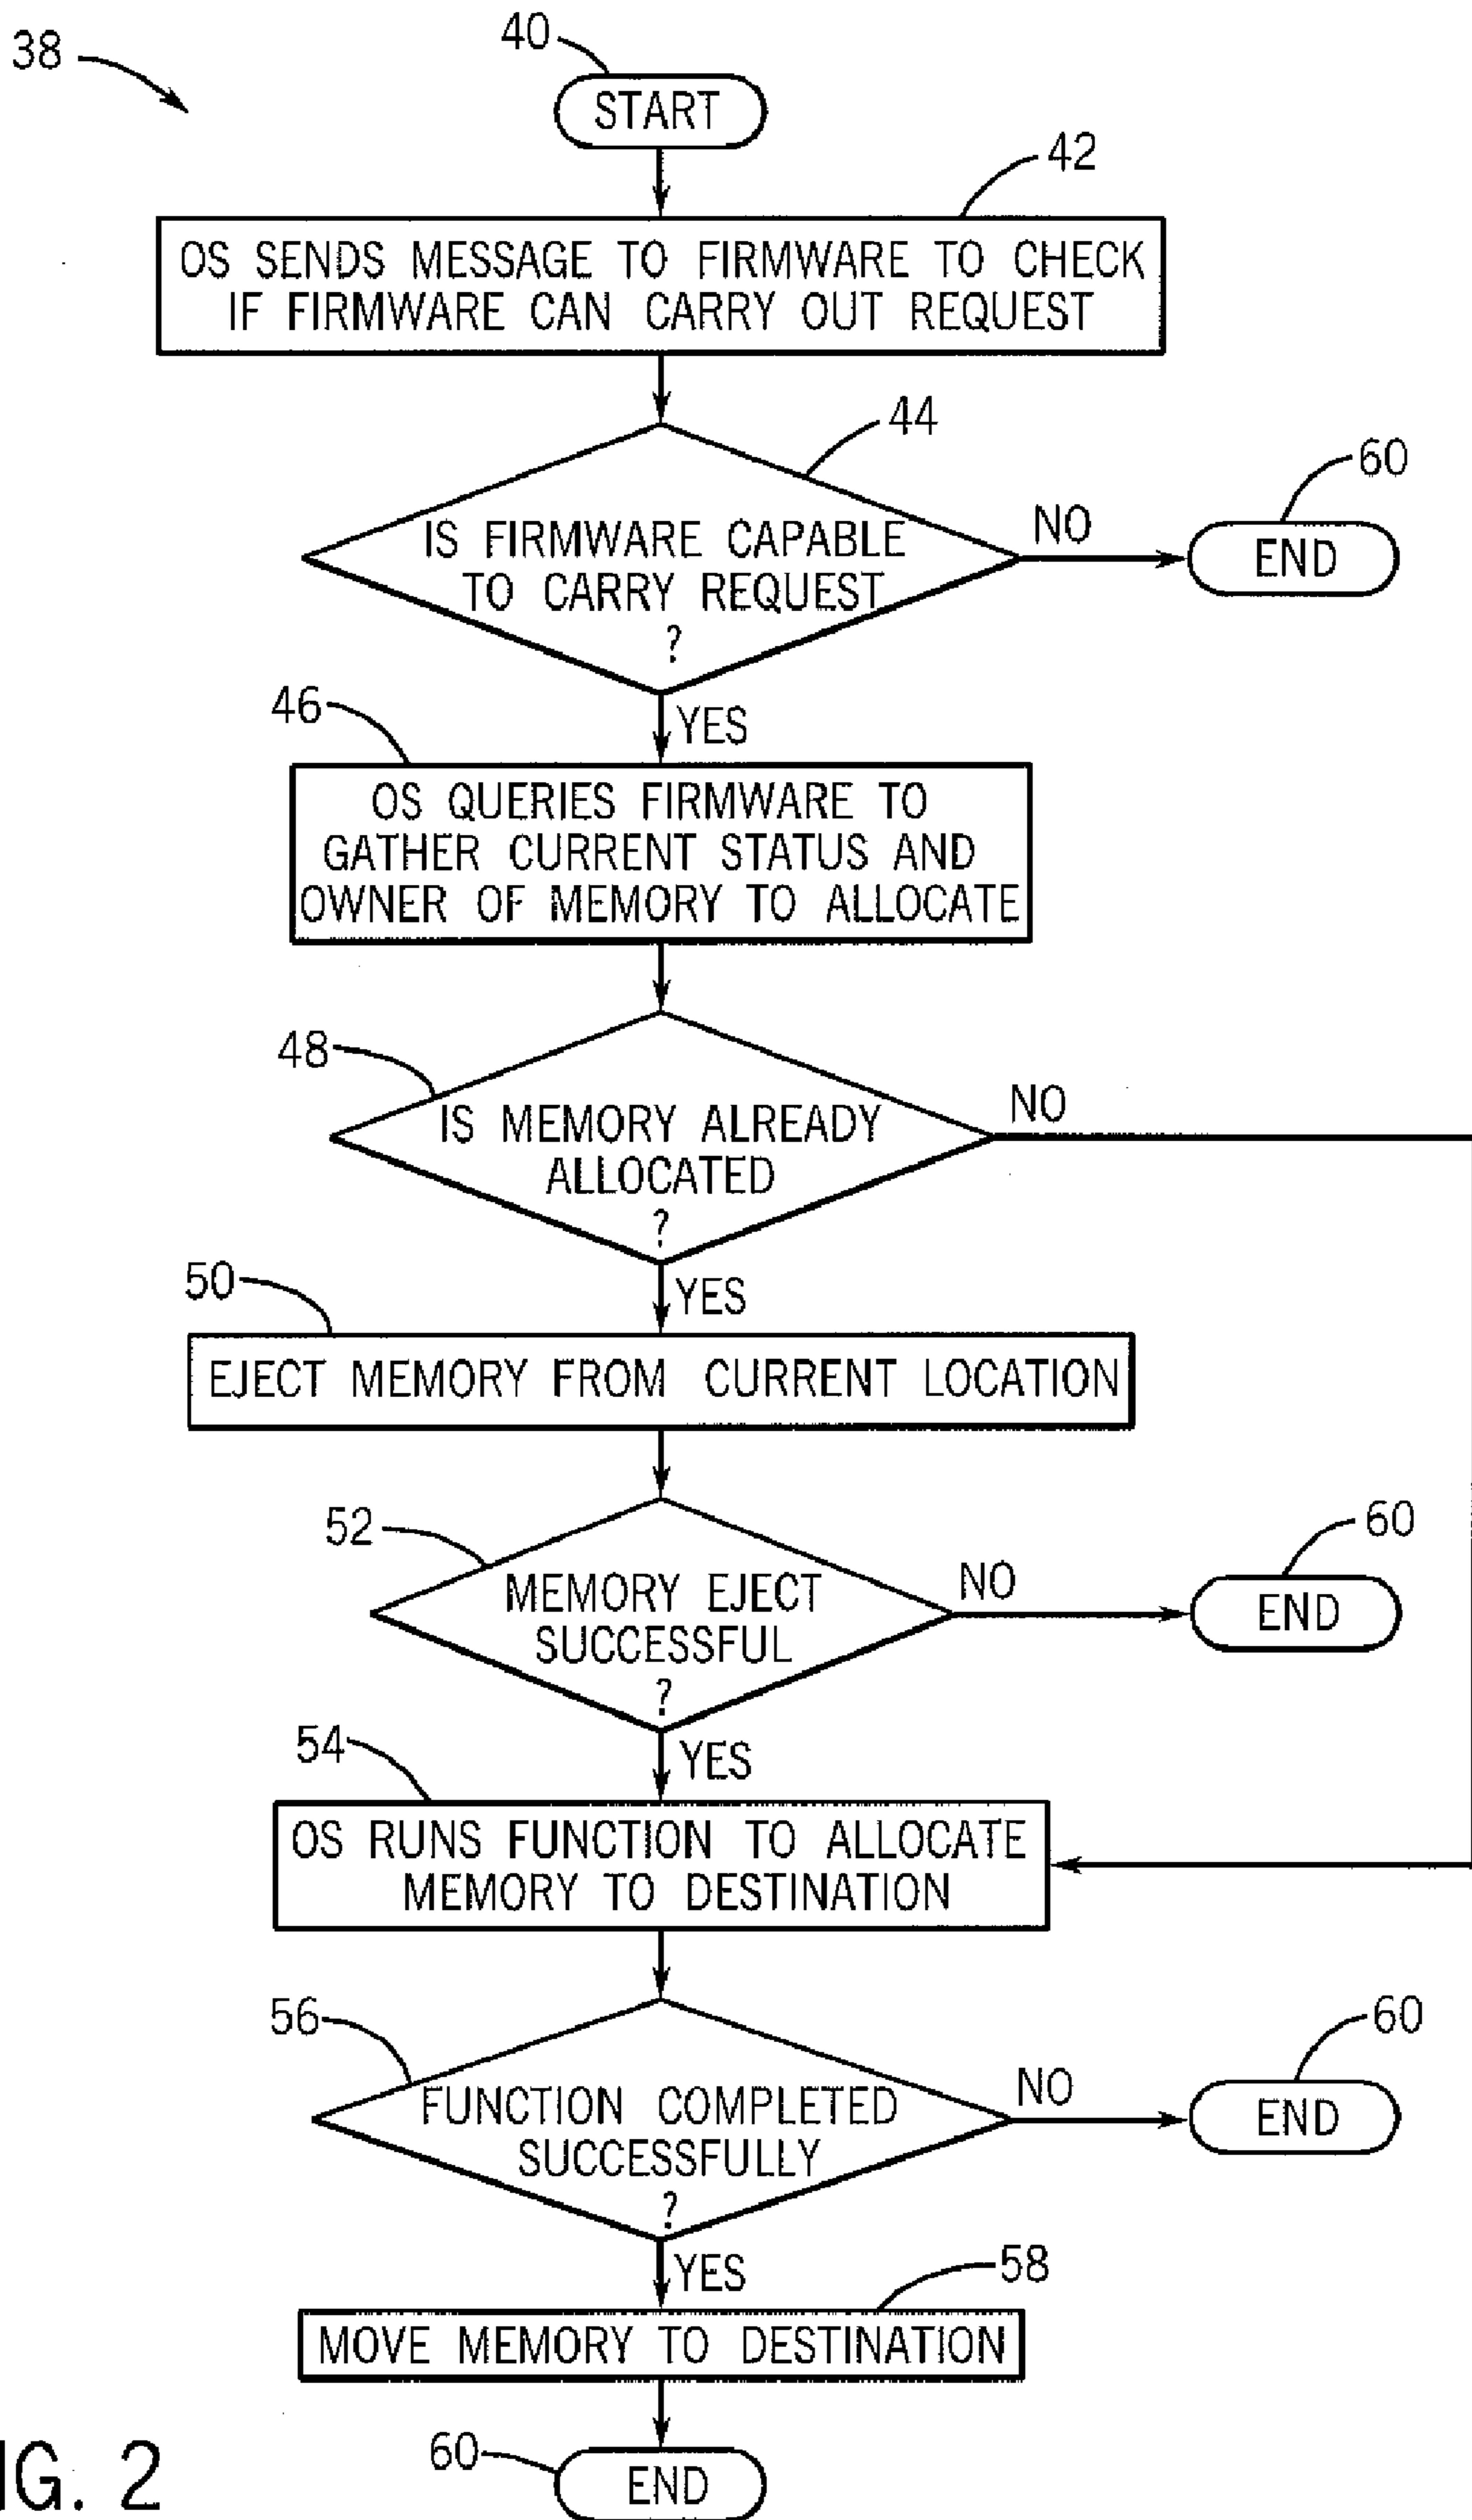 38
40
START
42
OS SENDS MESSAGE TO FIRMWARE TO CHECK
IF FIRMWARE CAN CARRY OUT REQUEST
44
60
IS FIRMWARE CAPABLE
TO CARRY REQUEST
?
NO
END
46
YES
OS QUERIES FIRMWARE TO
GATHER CURRENT STATUS AND
OWNER OF MEMORY TO ALLOCATE
48
NO
IS MEMORY ALREADY
ALLOCATED
?
50
YES
EJECT MEMORY FROM CURRENT LOCATION
52
60
MEMORY EJECT
SUCCESSFUL
?
NO
END
54
YES
OS RUNS FUNCTION TO ALLOCATE
MEMORY TO DESTINATION
56
60
FUNCTION COMPLETED
SUCCESSFULLY
?
NO
END
YES
58
MOVE MEMORY TO DESTINATION
60
END
IG. 2